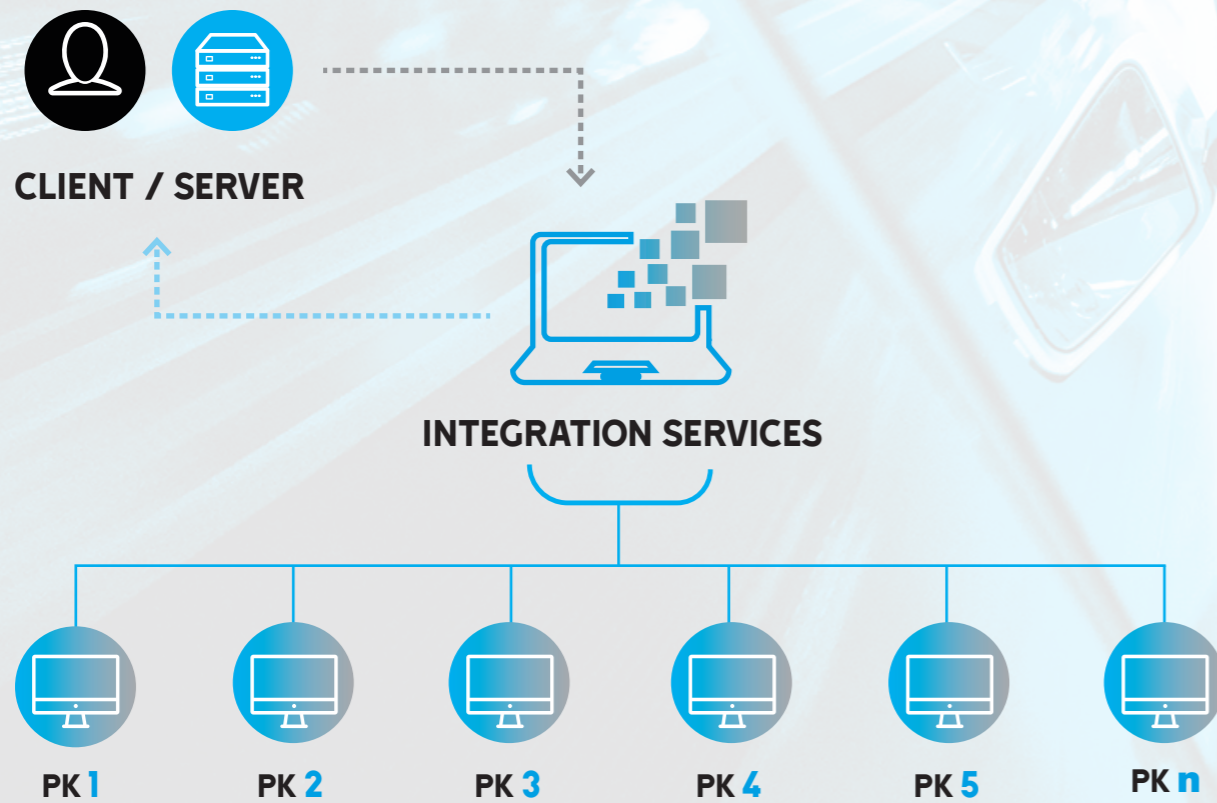 CLIENT / SERVER
INTEGRATION SERVICES
PK 1
PK 2
PK 3
PK 4
PK 5
PK n